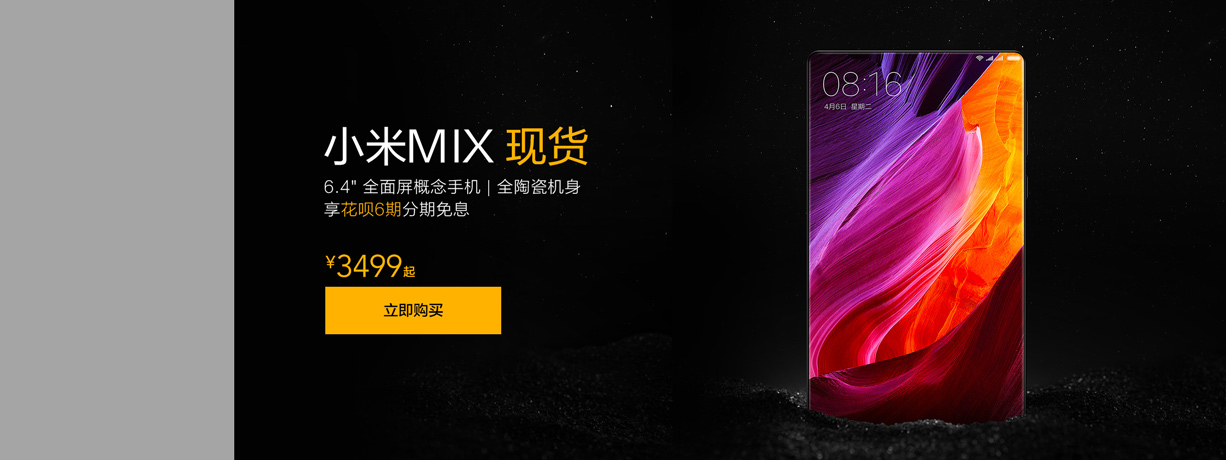 小米MIX 现货
6.4" 全面屏概念手机 | 全陶瓷机身
享花呗6期分期免息
¥3499起
立即购买
08:16
4月6日 星期二